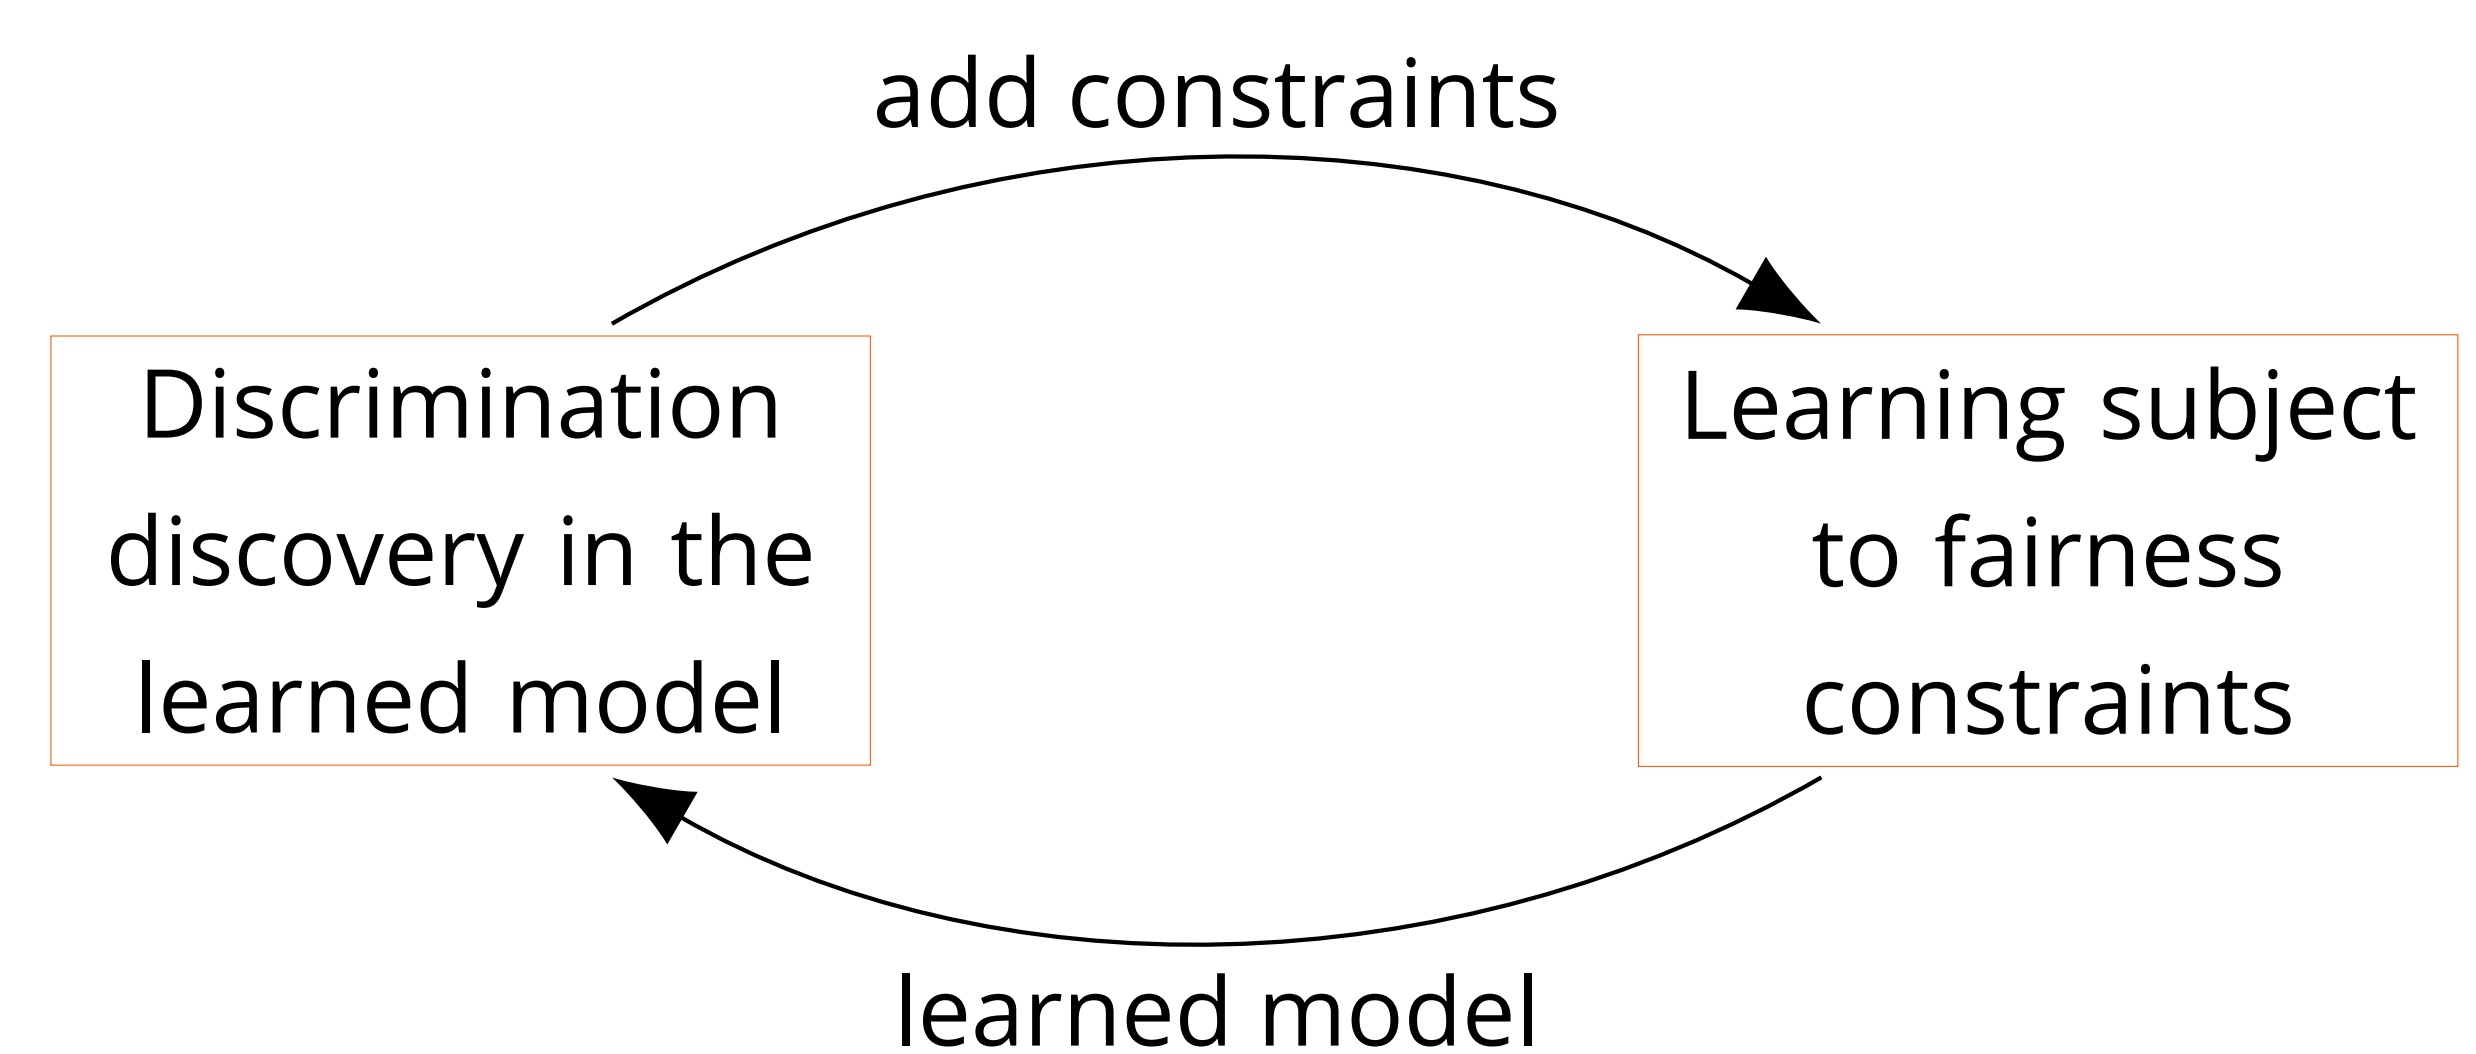 add constraints
Discrimination
discovery in the
learned model
Learning subject
to fairness
constraints
learned model